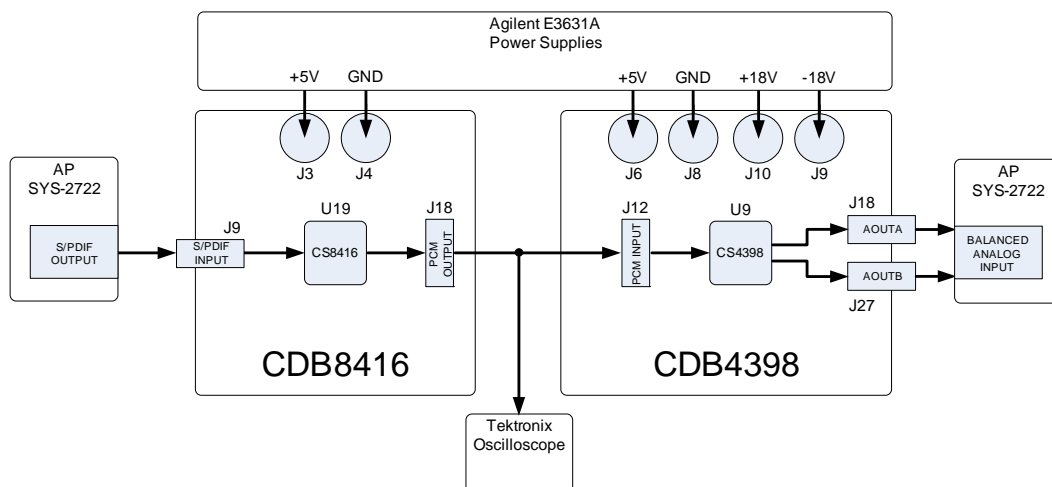 Agilent E3631A
Power Supplies
+5V
GND
+5V
GND
+18V
-18V
J3
J4
J6
J8
J10
J9
AP
SYS-2722
S/PDIF
OUTPUT
J9
S/PDIF
INPUT
U19
CS8416
J18
PCM
OUTPUT
CDB8416
J12
PCM INPUT
U9
CS4398
J18
AOUTA
AOUTB
J27
CDB4398
AP
SYS-2722
BALANCED
ANALOG
INPUT
Tektronix
Oscilloscope